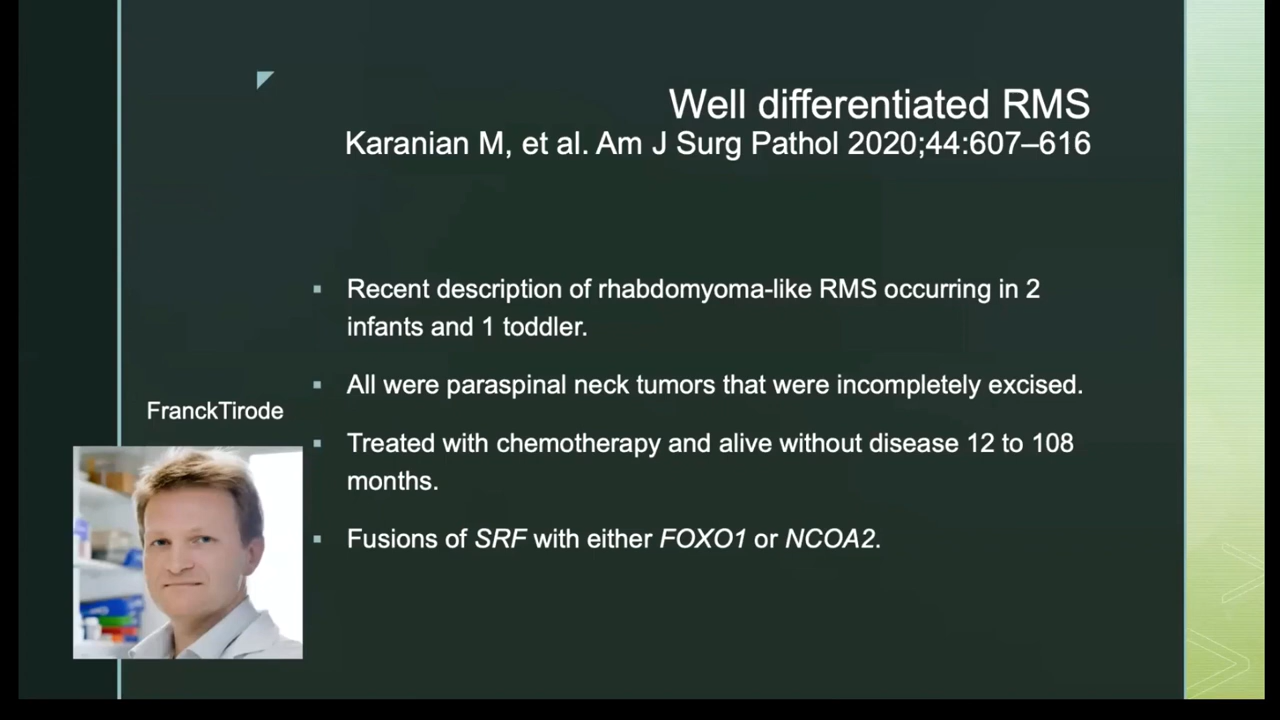 Well differentiated RMS
Karanian M, et al. Am J Surg Pathol 2020;44:607–616
▪ Recent description of rhabdomyoma-like RMS occurring in 2
infants and 1 toddler.
▪ All were paraspinal neck tumors that were incompletely excised.
▪ Treated with chemotherapy and alive without disease 12 to 108
months.
▪ Fusions of SRF with either FOXO1 or NCOA2.
FranckTirode